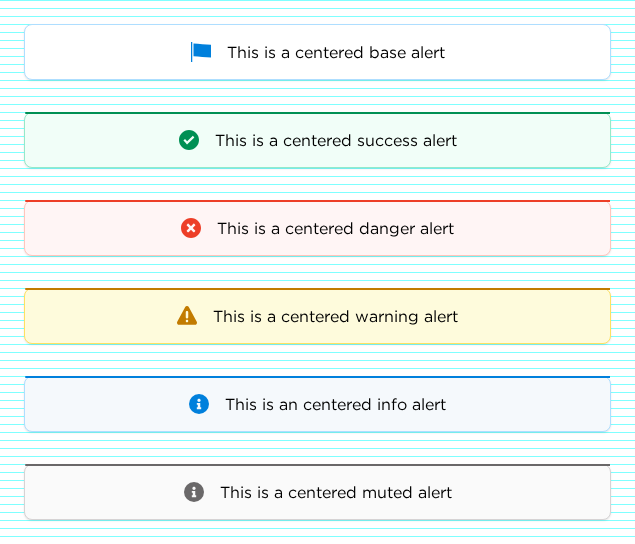 This is a centered base alert
This is a centered success alert
This is a centered danger alert
This is a centered warning alert
This is an centered info alert
This is a centered muted alert